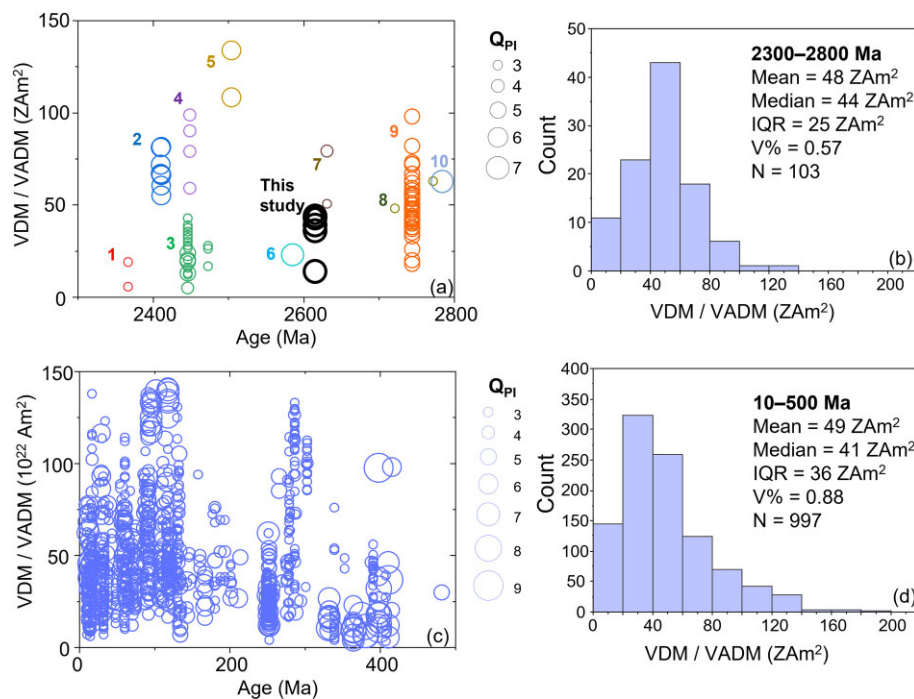 VDM / VADM (ZAm²)
150
100
50
0
2400
2600
2800
Age (Ma)
(a)
1
2
3
4
5
6
7
8
9
10
This
study
Q_PI
3
4
5
6
7
Count
50
40
30
20
10
0
0
40
80
120
160
200
VDM / VADM (ZAm²)
(b)
2300–2800 Ma
Mean = 48 ZAm²
Median = 44 ZAm²
IQR = 25 ZAm²
V% = 0.57
N = 103
VDM / VADM (10²² Am²)
150
100
50
0
0
200
400
Age (Ma)
(c)
Q_PI
3
4
5
6
7
8
9
Count
400
350
300
250
200
150
100
50
0
0
40
80
120
160
200
VDM / VADM (ZAm²)
(d)
10–500 Ma
Mean = 49 ZAm²
Median = 41 ZAm²
IQR = 36 ZAm²
V% = 0.88
N = 997